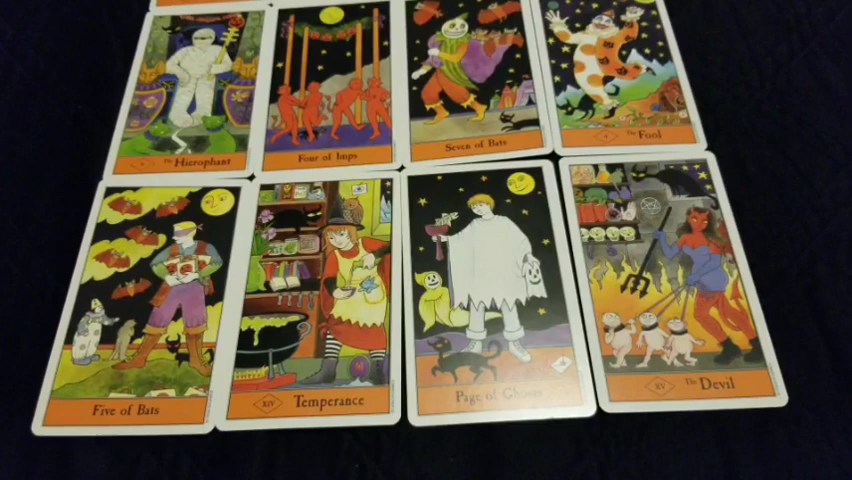 The Hierophant
Four of Imps
Seven of Bats
The Fool
Five of Bats
XIV Temperance
Page of Ghosts
XV The Devil